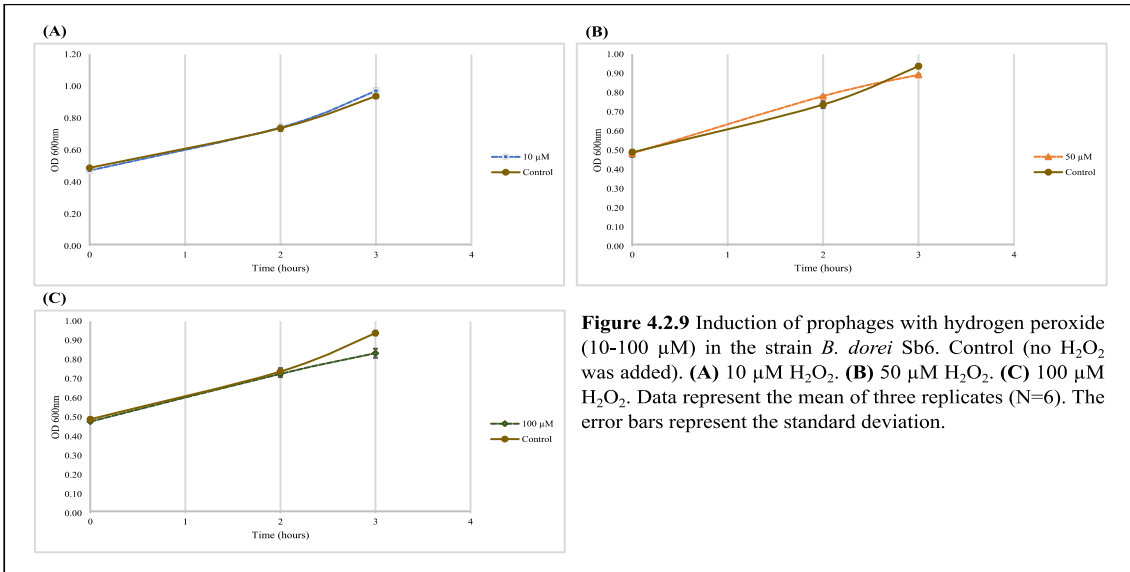 (A)
1.20
1.00
0.80
0.60
0.40
0.20
0.00
OD 600nm
0 1 2 3 4
Time (hours)
10 µM
Control
(B)
1.00
0.90
0.80
0.70
0.60
0.50
0.40
0.30
0.20
0.10
0.00
OD 600nm
0 1 2 3 4
Time (hours)
50 µM
Control
(C)
1.00
0.90
0.80
0.70
0.60
0.50
0.40
0.30
0.20
0.10
0.00
OD 600nm
0 1 2 3 4
Time (hours)
100 µM
Control
Figure 4.2.9 Induction of prophages with hydrogen peroxide
(10-100 µM) in the strain B. dorei Sb6. Control (no H₂O₂
was added). (A) 10 µM H₂O₂. (B) 50 µM H₂O₂. (C) 100 µM
H₂O₂. Data represent the mean of three replicates (N=6). The
error bars represent the standard deviation.